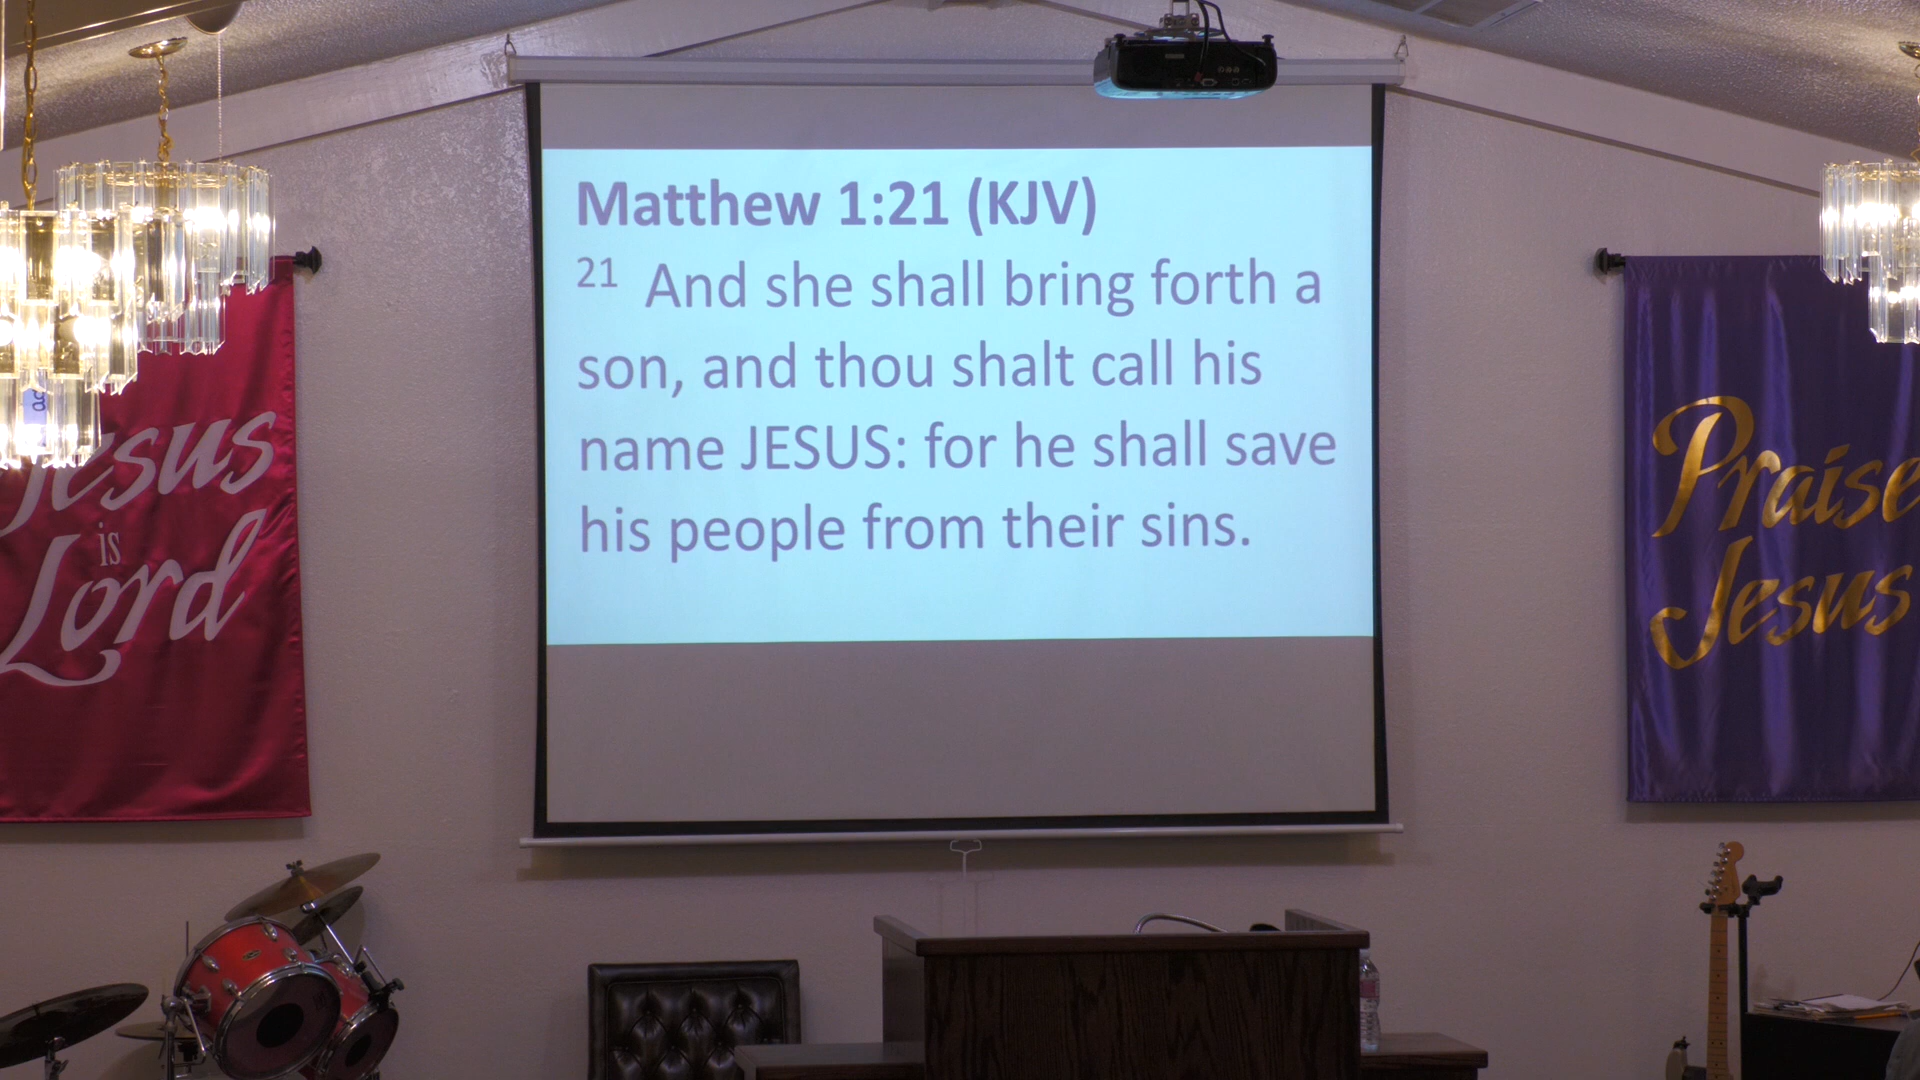 Matthew 1:21 (KJV)
21 And she shall bring forth a
son, and thou shalt call his
name JESUS: for he shall save
his people from their sins.
Jesus
is
Lord
Praise
Jesus